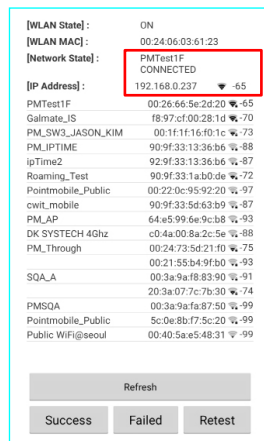 [WLAN State] : ON
[WLAN MAC] : 00:24:06:03:61:23
[Network State] : PMTest1F
CONNECTED
[IP Address] : 192.168.0.237 -65
PMTest1F 00:26:66:5e:2d:20 -65
Galmate_IS f8:97:cf:00:28:1d -70
PM_SW3_JASON_KIM 00:1f:1f:16:f0:1c -73
PM_IPTIME 90:9f:33:13:36:b6 -88
ipTime2 92:9f:33:13:36:b6 -87
Roaming_Test 90:9f:33:1a:b0:de -72
Pointmobile_Public 00:22:0c:95:92:20 -97
cwit_mobile 90:9f:33:5d:63:b9 -87
PM_AP 64:e5:99:6e:9c:b8 -93
DK SYSTECH 4Ghz c0:4a:00:8a:2c:5e -88
PM_Through 00:24:73:5d:21:f0 -75
00:21:55:b4:9f:b0 -93
SQA_A 00:3a:9a:f8:83:90 -91
20:3a:07:7c:7b:30 -74
PMSQA 00:3a:9a:fa:87:50 -99
Pointmobile_Public 5c:0e:8b:f7:5c:20 -99
Public WiFi@seoul 00:40:5a:e5:48:31 -99
Refresh
Success Failed Retest